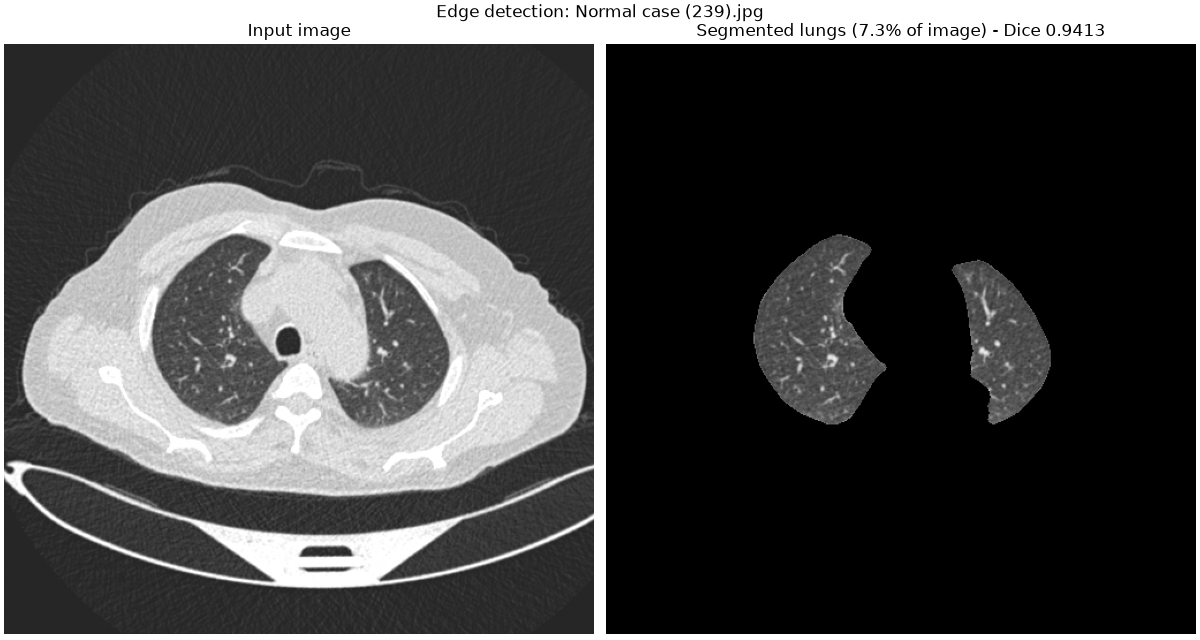 Edge detection: Normal case (239).jpg
Input image
Segmented lungs (7.3% of image) - Dice 0.9413